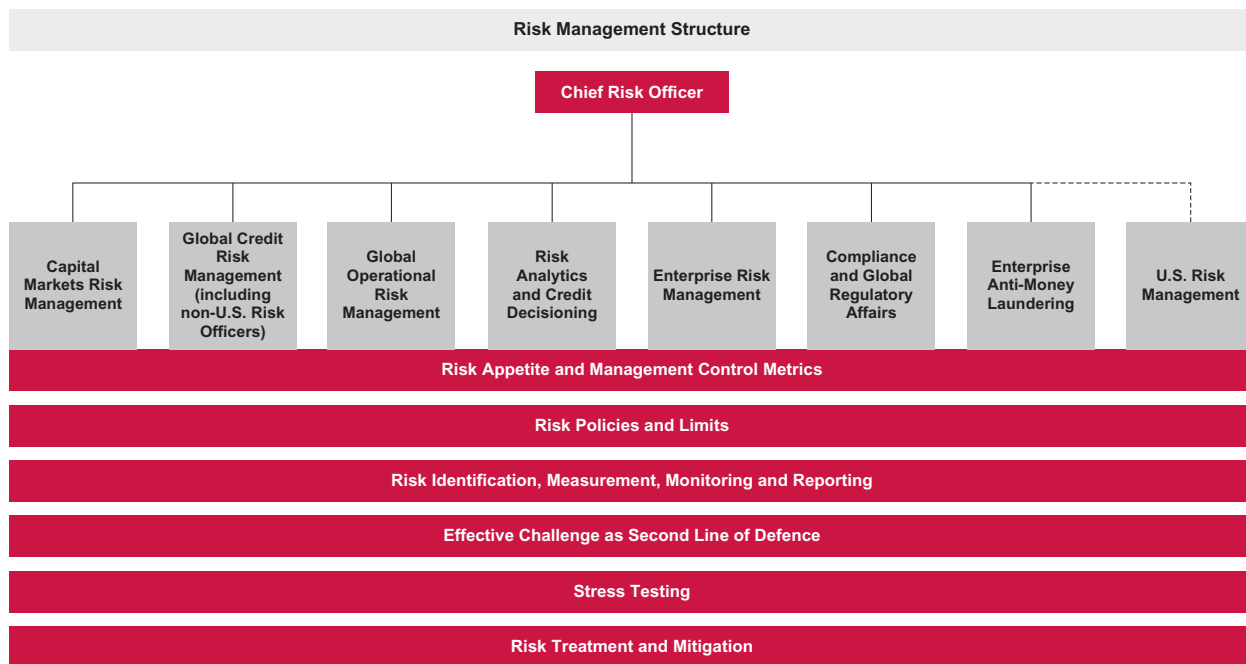 Risk Management Structure
Chief Risk Officer
Capital
Markets Risk
Management
Global Credit
Risk
Management
(including
non-U.S. Risk
Officers)
Global
Operational
Risk
Management
Risk
Analytics
and Credit
Decisioning
Enterprise Risk
Management
Compliance
and Global
Regulatory
Affairs
Enterprise
Anti-Money
Laundering
U.S. Risk
Management
Risk Appetite and Management Control Metrics
Risk Policies and Limits
Risk Identification, Measurement, Monitoring and Reporting
Effective Challenge as Second Line of Defence
Stress Testing
Risk Treatment and Mitigation